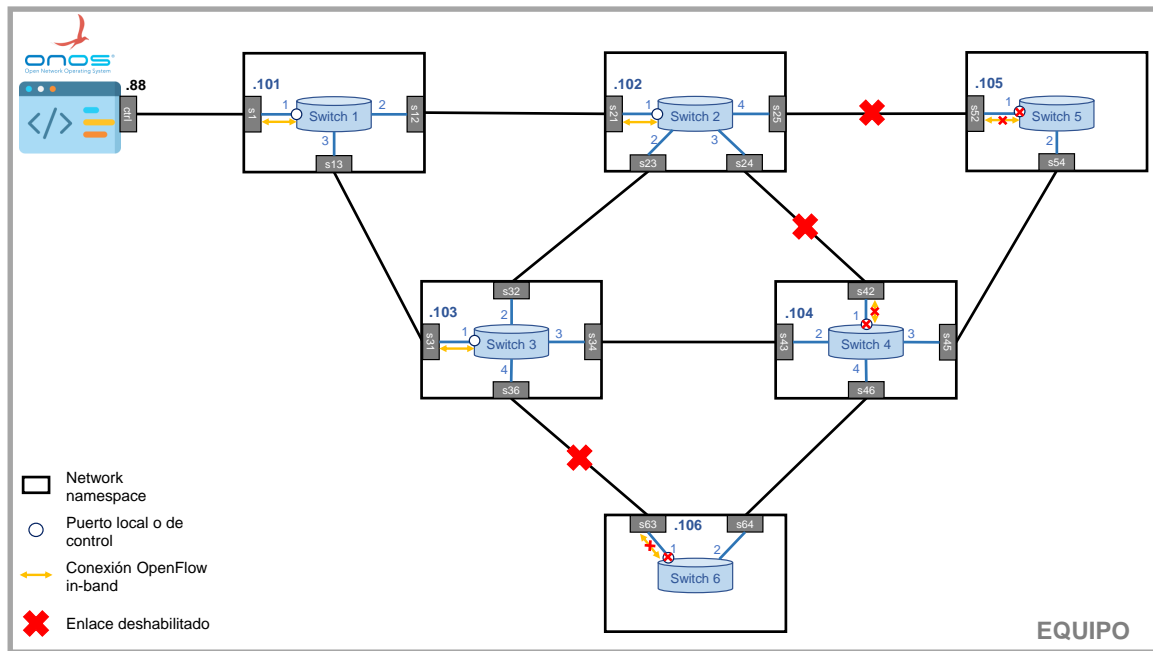 onos
Open Network Operating System
.88
ctrl
.101
s1
1
Switch 1
2
s12
3
s13
.102
s21
1
Switch 2
4
s25
2
3
s23
s24
.105
s52
1
Switch 5
2
s54
s32
.103
2
s31
1
Switch 3
3
s34
4
s36
s42
.104
1
s43
2
Switch 4
3
s45
4
s46
s63
.106
s64
1
2
Switch 6
Network
namespace
Puerto local o de
control
Conexión OpenFlow
in-band
Enlace deshabilitado
EQUIPO